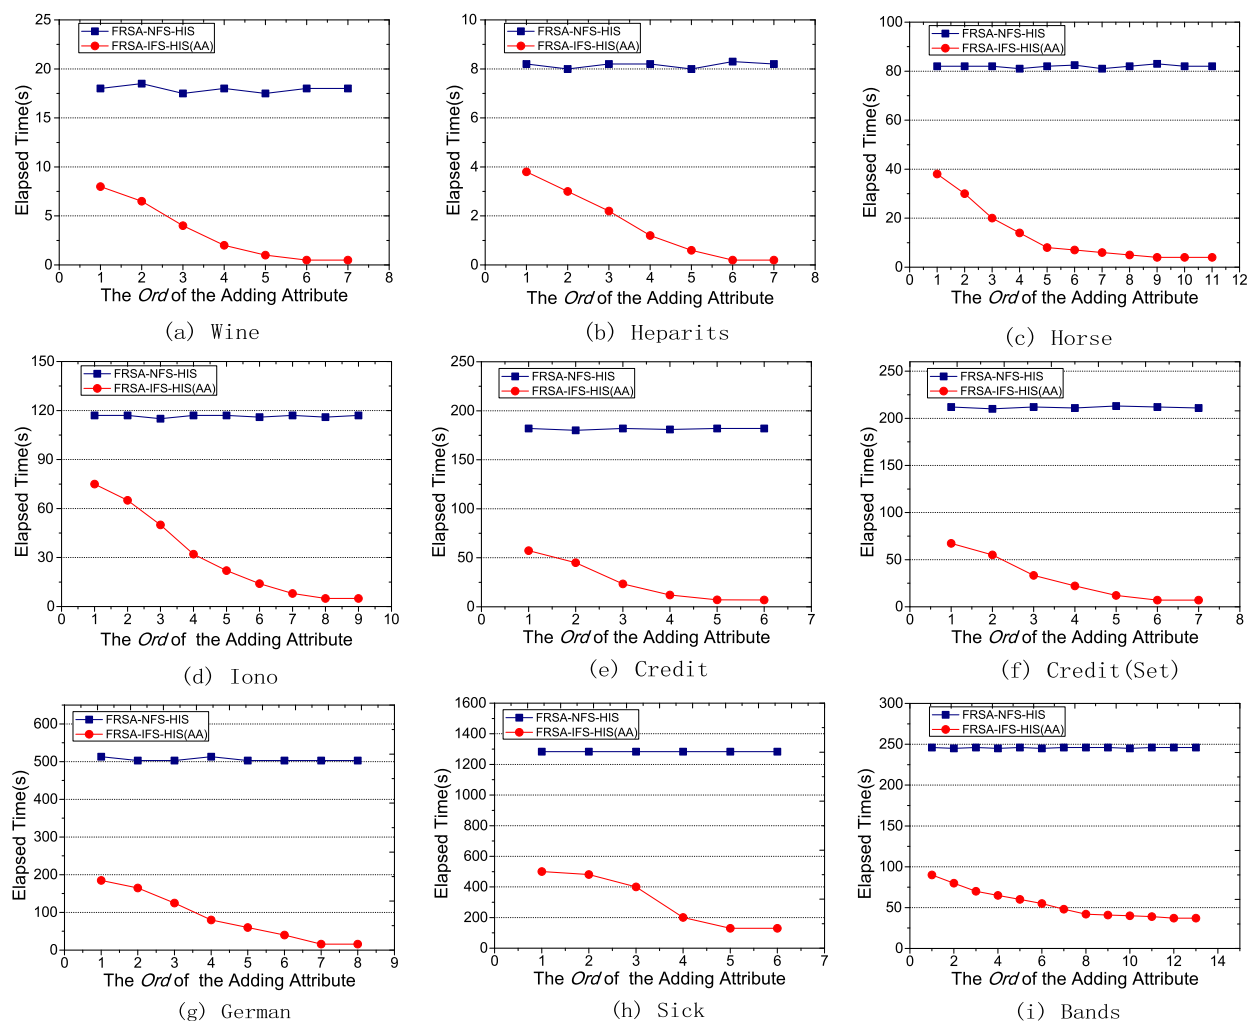 FRSA-NFS-HIS
FRSA-IFS-HIS(AA)
Elapsed Time(s)
25
20
15
10
5
0
0 1 2 3 4 5 6 7 8
The Ord of the Adding Attribute
(a) Wine
FRSA-NFS-HIS
FRSA-IFS-HIS(AA)
Elapsed Time(s)
10
8
6
4
2
0
0 1 2 3 4 5 6 7 8
The Ord of the Adding Attribute
(b) Heparits
FRSA-NFS-HIS
FRSA-IFS-HIS(AA)
Elapsed Time(s)
100
80
60
40
20
0
0 1 2 3 4 5 6 7 8 9 10 11 12
The Ord of the Adding Attribute
(c) Horse
FRSA-NFS-HIS
FRSA-IFS-HIS(AA)
Elapsed Time(s)
150
120
90
60
30
0
0 1 2 3 4 5 6 7 8 9 10
The Ord of the Adding Attribute
(d) Iono
FRSA-NFS-HIS
FRSA-IFS-HIS(AA)
Elapsed Time(s)
250
200
150
100
50
0
0 1 2 3 4 5 6 7
The Ord of the Adding Attribute
(e) Credit
FRSA-NFS-HIS
FRSA-IFS-HIS(AA)
Elapsed Time(s)
250
200
150
100
50
0
0 1 2 3 4 5 6 7 8
The Ord of the Adding Attribute
(f) Credit(Set)
FRSA-NFS-HIS
FRSA-IFS-HIS(AA)
Elapsed Time(s)
600
500
400
300
200
100
0
0 1 2 3 4 5 6 7 8 9
The Ord of the Adding Attribute
(g) German
FRSA-NFS-HIS
FRSA-IFS-HIS(AA)
Elapsed Time(s)
1600
1400
1200
1000
800
600
400
200
0
0 1 2 3 4 5 6 7
The Ord of the Adding Attribute
(h) Sick
FRSA-NFS-HIS
FRSA-IFS-HIS(AA)
Elapsed Time(s)
300
250
200
150
100
50
0
0 2 4 6 8 10 12 14
The Ord of the Adding Attribute
(i) Bands